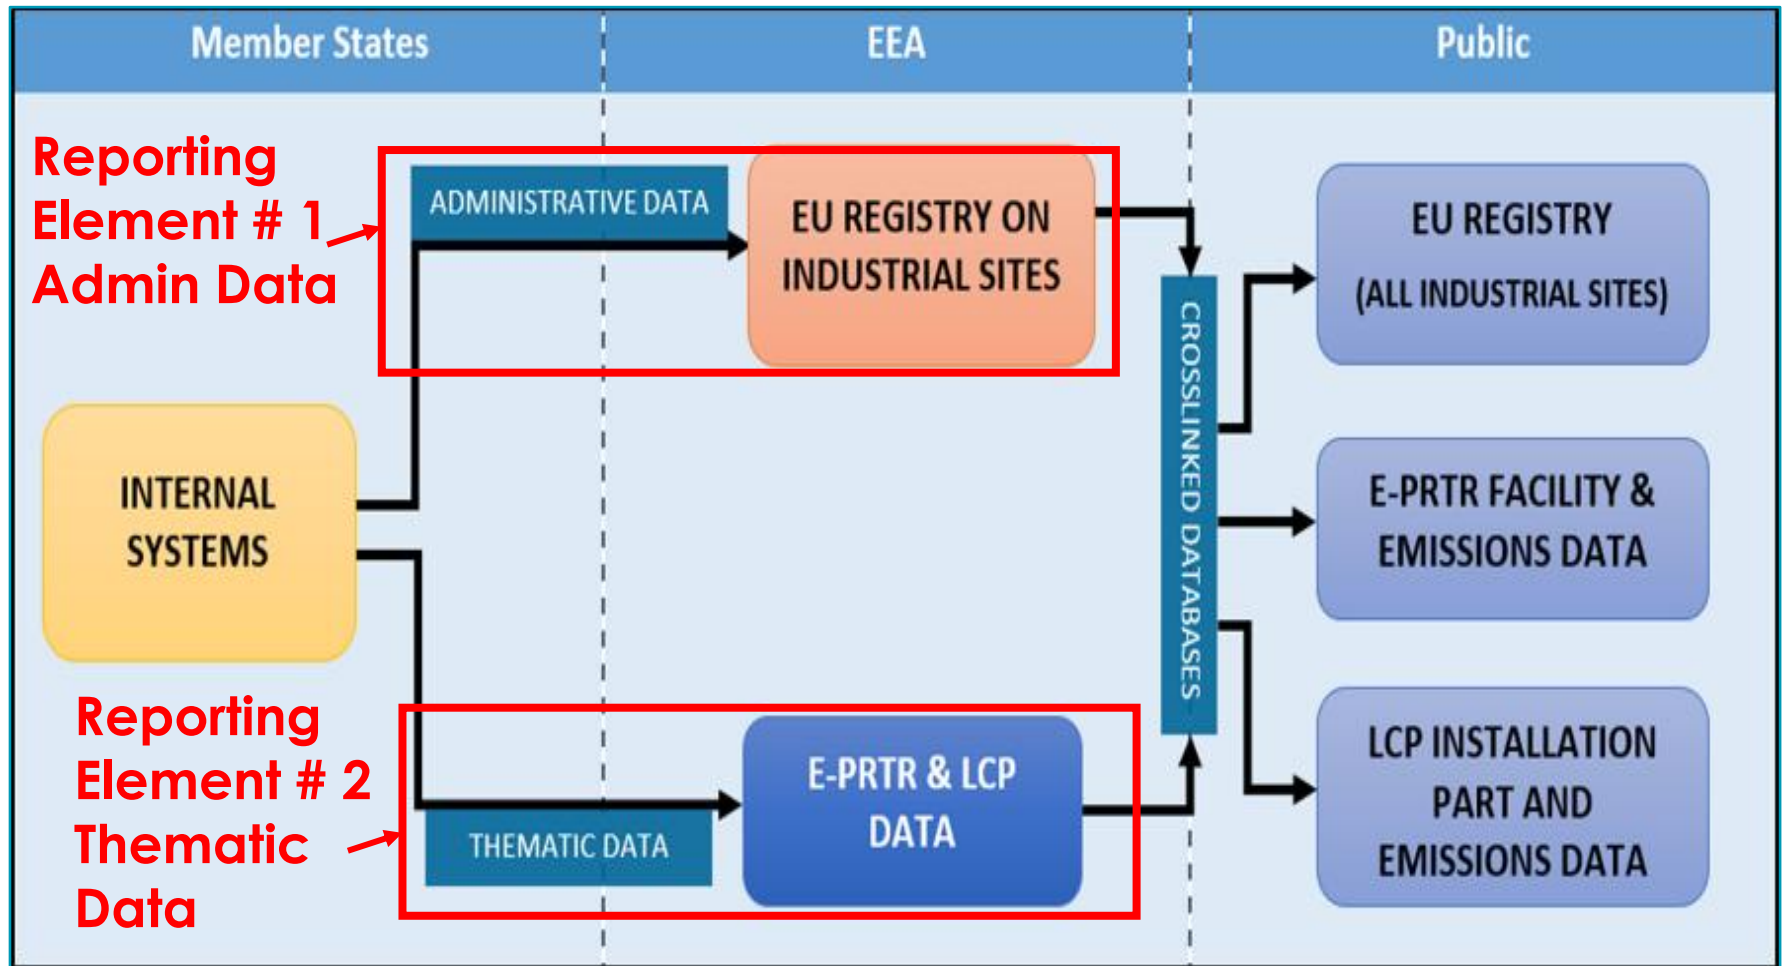 Member States
EEA
Public
Reporting
Element # 1
Admin Data
ADMINISTRATIVE DATA
EU REGISTRY ON
INDUSTRIAL SITES
EU REGISTRY
(ALL INDUSTRIAL SITES)
CROSSLINKED DATABASES
INTERNAL
SYSTEMS
E-PRTR FACILITY &
EMISSIONS DATA
Reporting
Element # 2
Thematic
Data
THEMATIC DATA
E-PRTR & LCP
DATA
LCP INSTALLATION
PART AND
EMISSIONS DATA